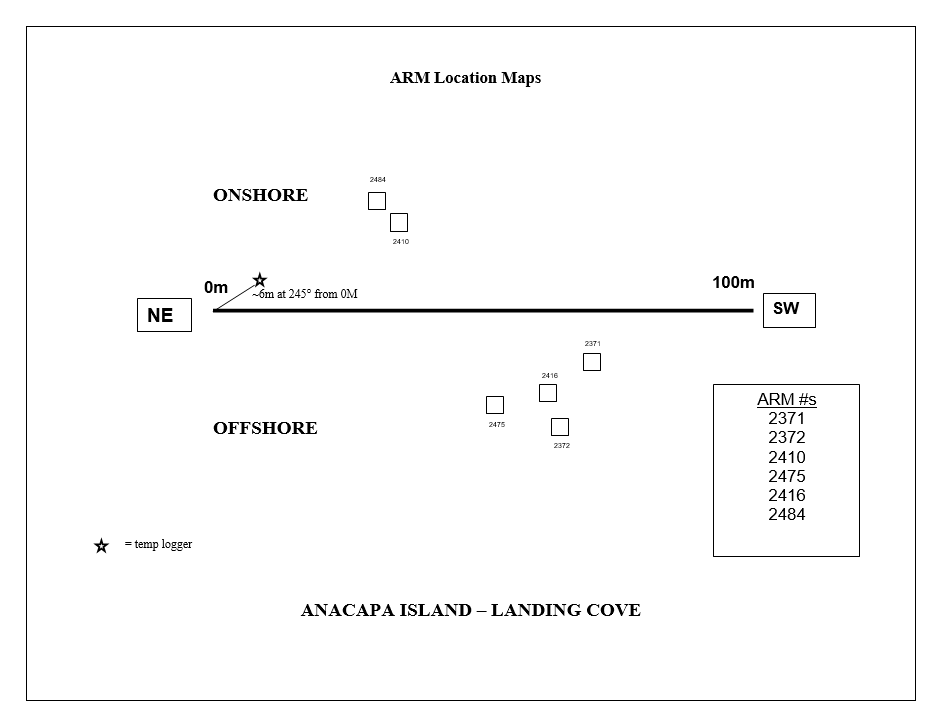 ARM Location Maps
2484
ONSHORE
2410
0m
~6m at 245° from 0M
100m
NE
SW
2371
2416
2475
OFFSHORE
2372
ARM #s
2371
2372
2410
2475
2416
2484
= temp logger
ANACAPA ISLAND – LANDING COVE